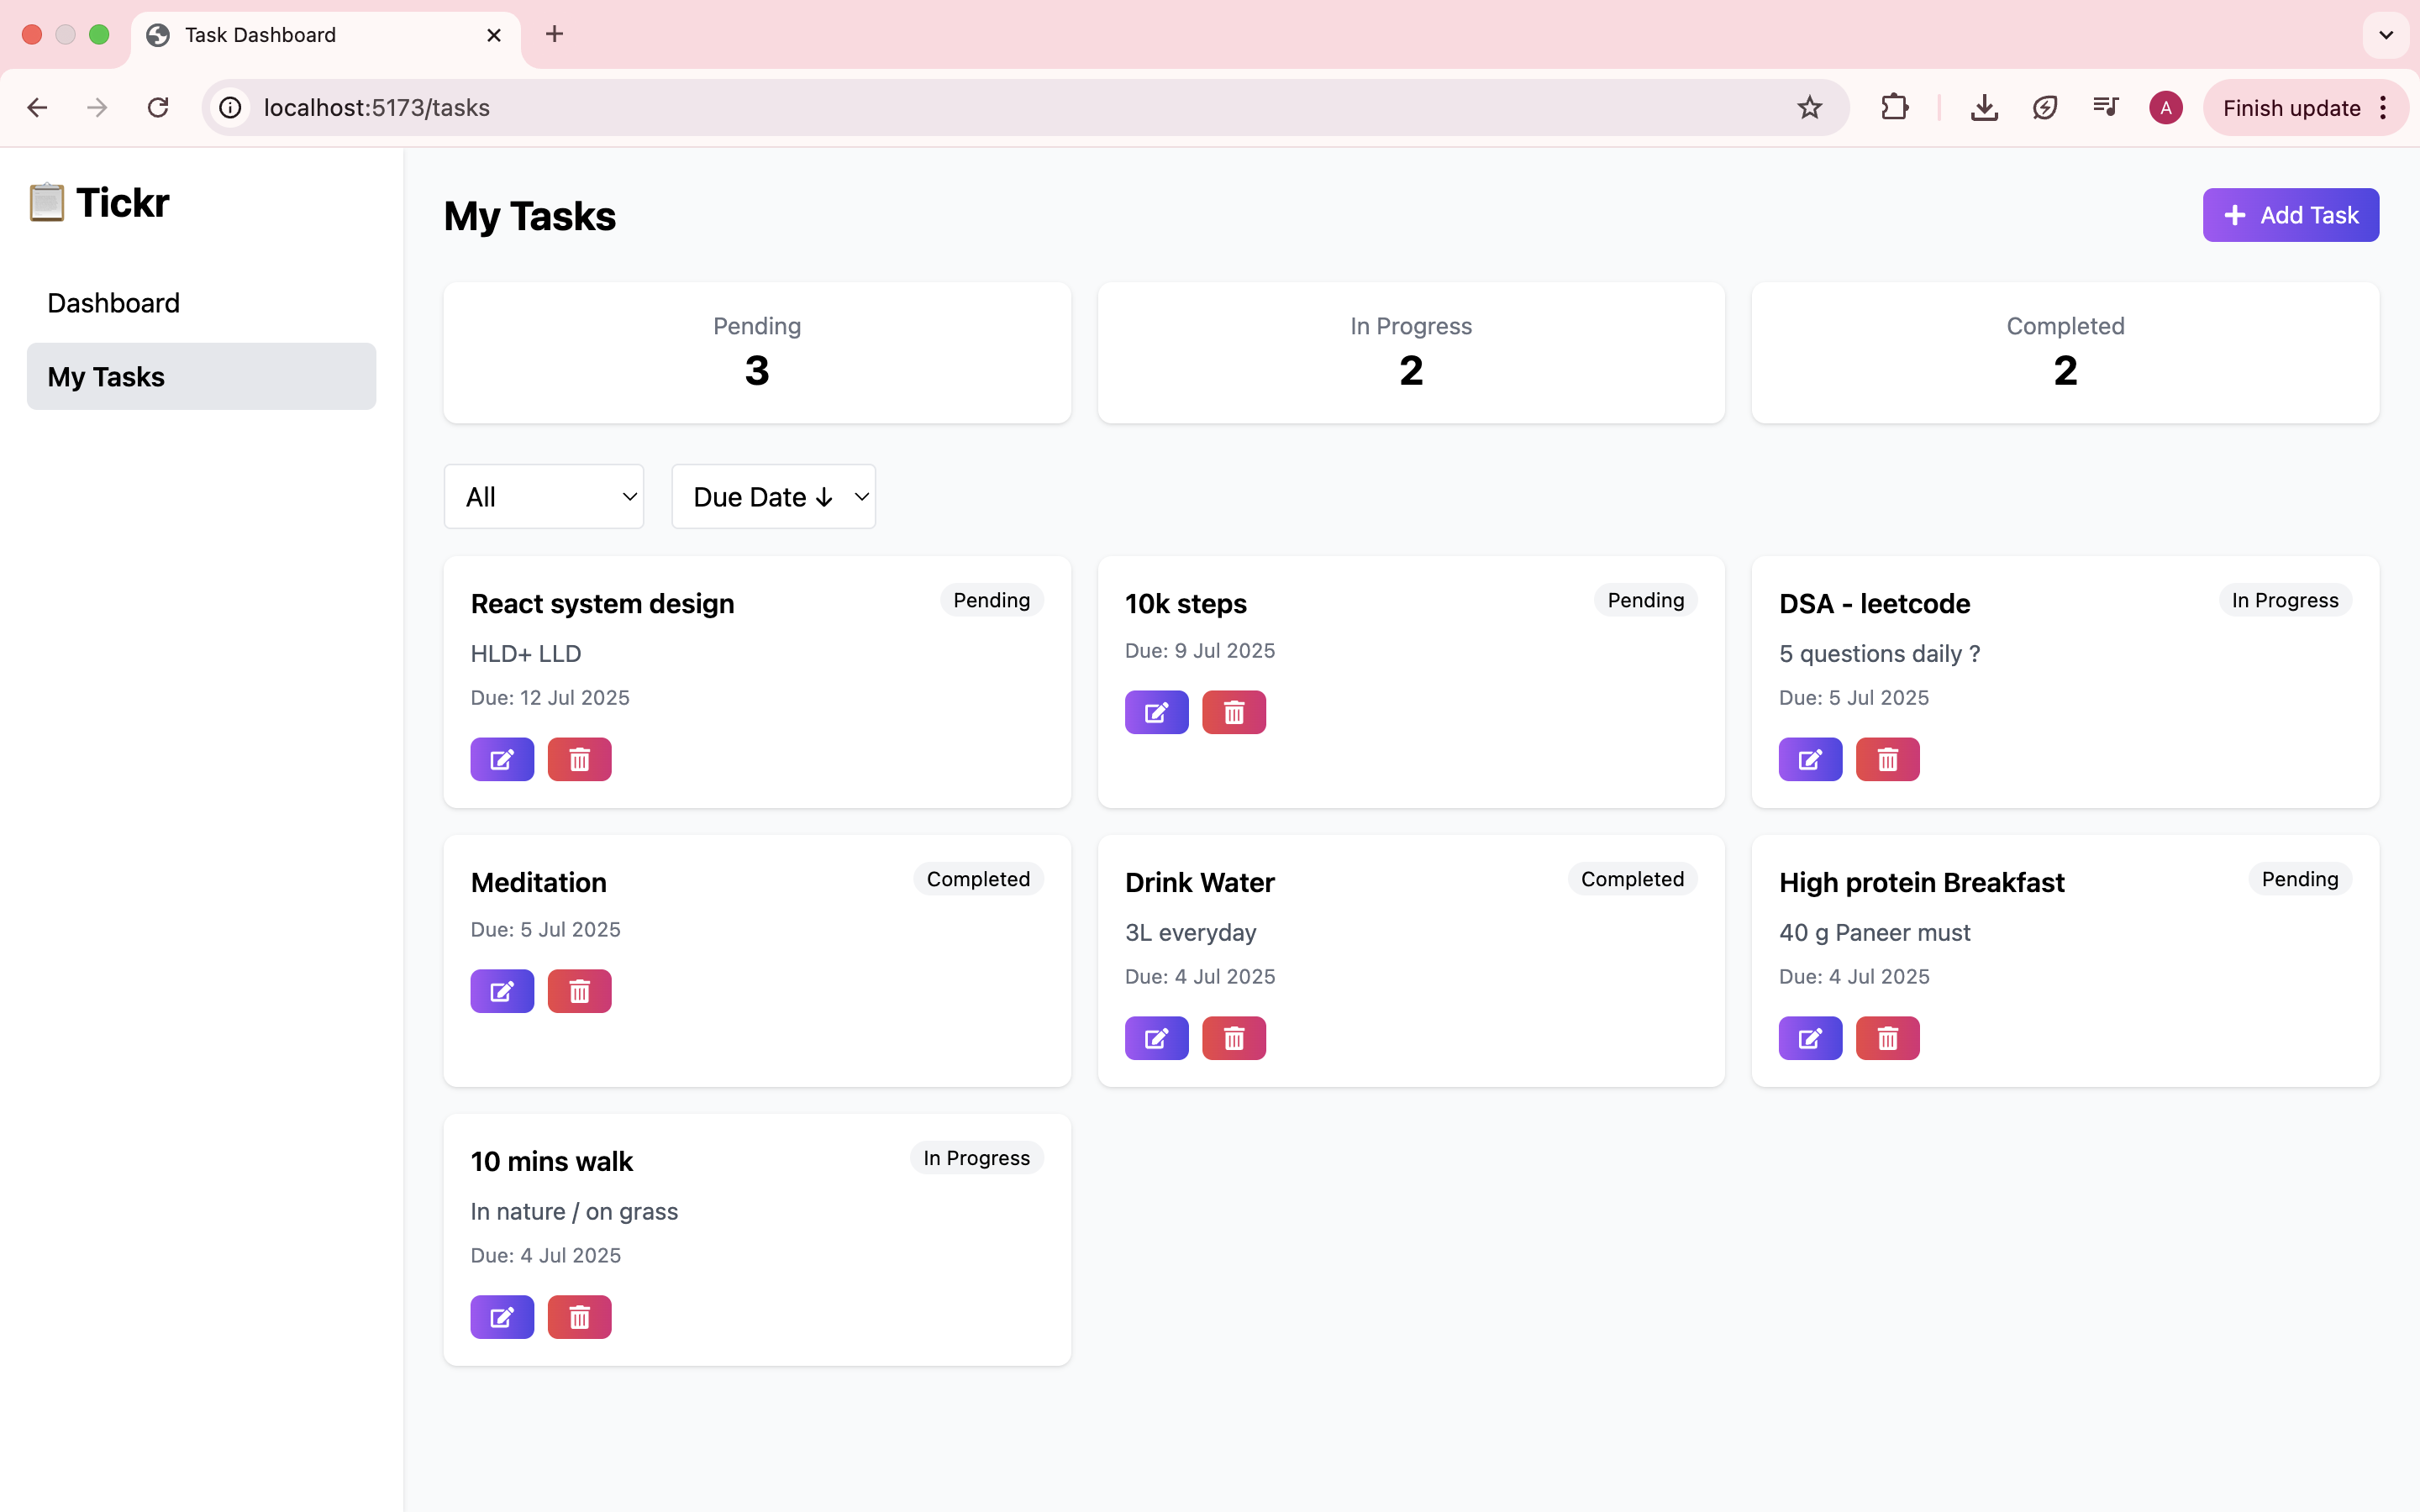 Task Dashboard
localhost:5173/tasks
A
Finish update
Tickr
Dashboard
My Tasks
My Tasks
Add Task
Pending
3
In Progress
2
Completed
2
All
Due Date ↓
React system design
Pending
HLD+ LLD
Due: 12 Jul 2025
10k steps
Pending
Due: 9 Jul 2025
DSA - leetcode
In Progress
5 questions daily ?
Due: 5 Jul 2025
Meditation
Completed
Due: 5 Jul 2025
Drink Water
Completed
3L everyday
Due: 4 Jul 2025
High protein Breakfast
Pending
40 g Paneer must
Due: 4 Jul 2025
10 mins walk
In Progress
In nature / on grass
Due: 4 Jul 2025